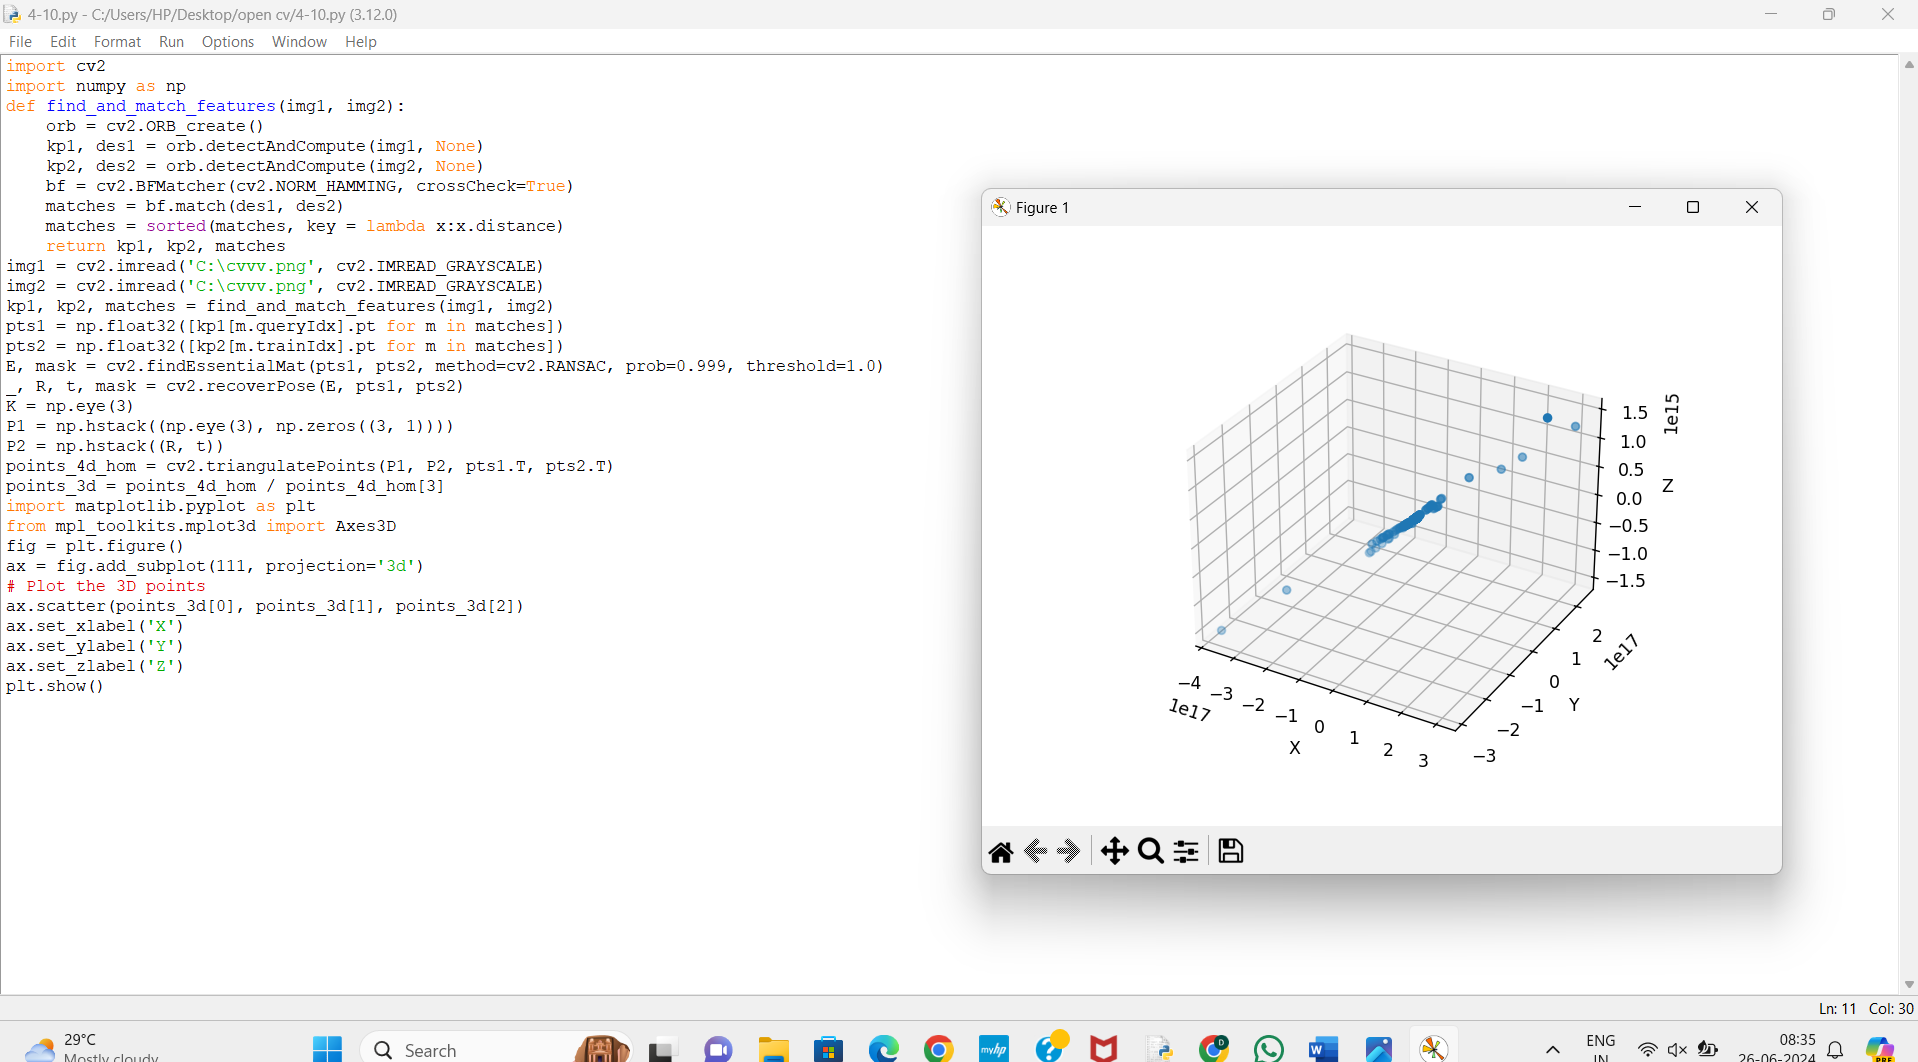 4-10.py - C:/Users/HP/Desktop/open cv/4-10.py (3.12.0)
File Edit Format Run Options Window Help
import cv2
import numpy as np
def find_and_match_features(img1, img2):
    orb = cv2.ORB_create()
    kp1, des1 = orb.detectAndCompute(img1, None)
    kp2, des2 = orb.detectAndCompute(img2, None)
    bf = cv2.BFMatcher(cv2.NORM_HAMMING, crossCheck=True)
    matches = bf.match(des1, des2)
    matches = sorted(matches, key = lambda x:x.distance)
    return kp1, kp2, matches
img1 = cv2.imread('C:\cvvv.png', cv2.IMREAD_GRAYSCALE)
img2 = cv2.imread('C:\cvvv.png', cv2.IMREAD_GRAYSCALE)
kp1, kp2, matches = find_and_match_features(img1, img2)
pts1 = np.float32([kp1[m.queryIdx].pt for m in matches])
pts2 = np.float32([kp2[m.trainIdx].pt for m in matches])
E, mask = cv2.findEssentialMat(pts1, pts2, method=cv2.RANSAC, prob=0.999, threshold=1.0)
_, R, t, mask = cv2.recoverPose(E, pts1, pts2)
K = np.eye(3)
P1 = np.hstack((np.eye(3), np.zeros((3, 1))))
P2 = np.hstack((R, t))
points_4d_hom = cv2.triangulatePoints(P1, P2, pts1.T, pts2.T)
points_3d = points_4d_hom / points_4d_hom[3]
import matplotlib.pyplot as plt
from mpl_toolkits.mplot3d import Axes3D
fig = plt.figure()
ax = fig.add_subplot(111, projection='3d')
# Plot the 3D points
ax.scatter(points_3d[0], points_3d[1], points_3d[2])
ax.set_xlabel('X')
ax.set_ylabel('Y')
ax.set_zlabel('Z')
plt.show()
Figure 1
1e15
1.5
1.0
0.5
0.0
−0.5
−1.0
−1.5
Z
2
1
0
−1
−2
−3
1e17
Y
−4
−3
−2
−1
0
1
2
3
1e17
X
Ln: 11 Col: 30
29°C
Mostly cloudy
Search
myhp
D
W
PRE
ENG
IN
08:35
26-06-2024